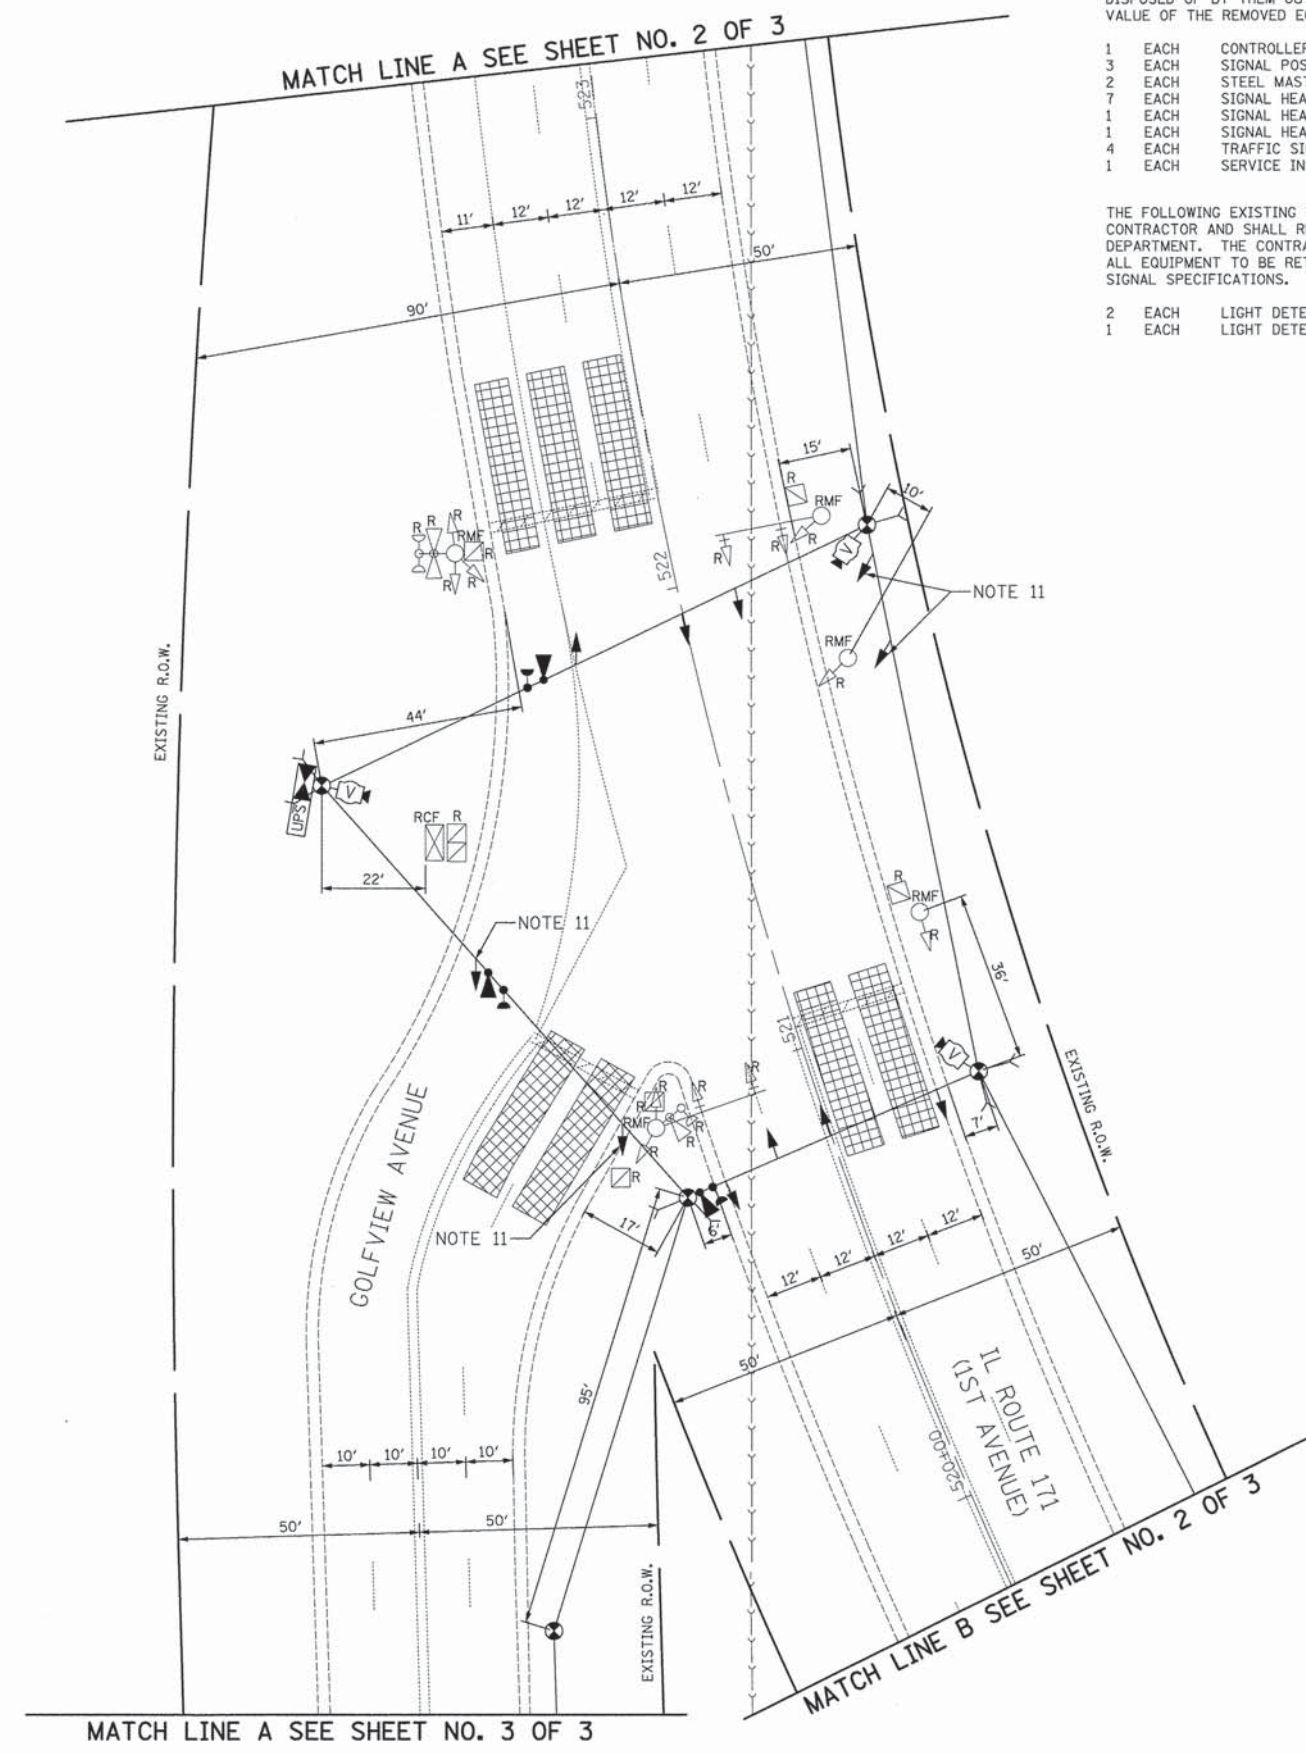 VALUE OF THE REMOVED E
1 EACH CONTROLLER
3 EACH SIGNAL POS
2 EACH STEEL MAST
7 EACH SIGNAL HEA
1 EACH SIGNAL HEA
1 EACH SIGNAL HEA
4 EACH TRAFFIC SI
1 EACH SERVICE IN
THE FOLLOWING EXISTING
CONTRACTOR AND SHALL R
DEPARTMENT. THE CONTRA
ALL EQUIPMENT TO BE RET
SIGNAL SPECIFICATIONS.
2 EACH LIGHT DETE
1 EACH LIGHT DETE
MATCH LINE A SEE SHEET NO. 2 OF 3
523
11' 12' 12' 12' 12'
50'
90'
15'
R
RMF
10'
R R R
RMF
R
R R
R R R
522
NOTE 11
RMF
R
EXISTING R.O.W.
44'
V
V
UPS
RCF R
22'
NOTE 11
R
RMF
R
36'
521
V
EXISTING R.O.W.
R R R
R
RMF R
R R
R
7'
GOLFVIEW AVENUE
NOTE 11
17'
6'
12' 12' 12' 12'
50'
50'
IL ROUTE 171
(1ST AVENUE)
520+00
95'
10' 10' 10' 10'
50' 50'
EXISTING R.O.W.
MATCH LINE B SEE SHEET NO. 2 OF 3
MATCH LINE A SEE SHEET NO. 3 OF 3